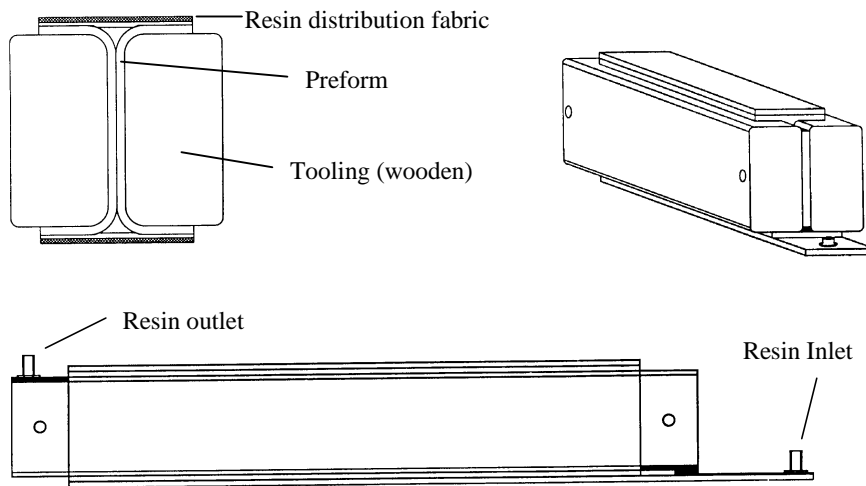 Resin distribution fabric
Preform
Tooling (wooden)
Resin outlet
Resin Inlet